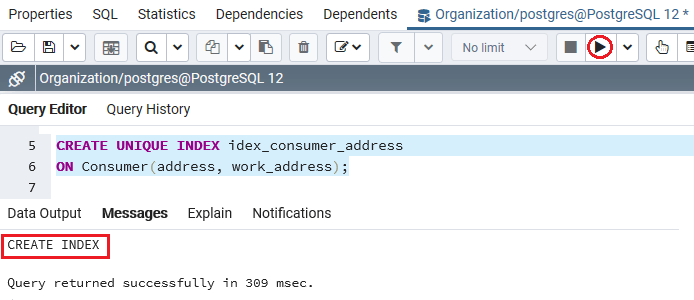 Properties SQL Statistics Dependencies Dependents Organization/postgres@PostgreSQL 12 *
No limit
Organization/postgres@PostgreSQL 12
Query Editor Query History
5 CREATE UNIQUE INDEX idex_consumer_address
6 ON Consumer(address, work_address);
7
Data Output Messages Explain Notifications
CREATE INDEX
Query returned successfully in 309 msec.